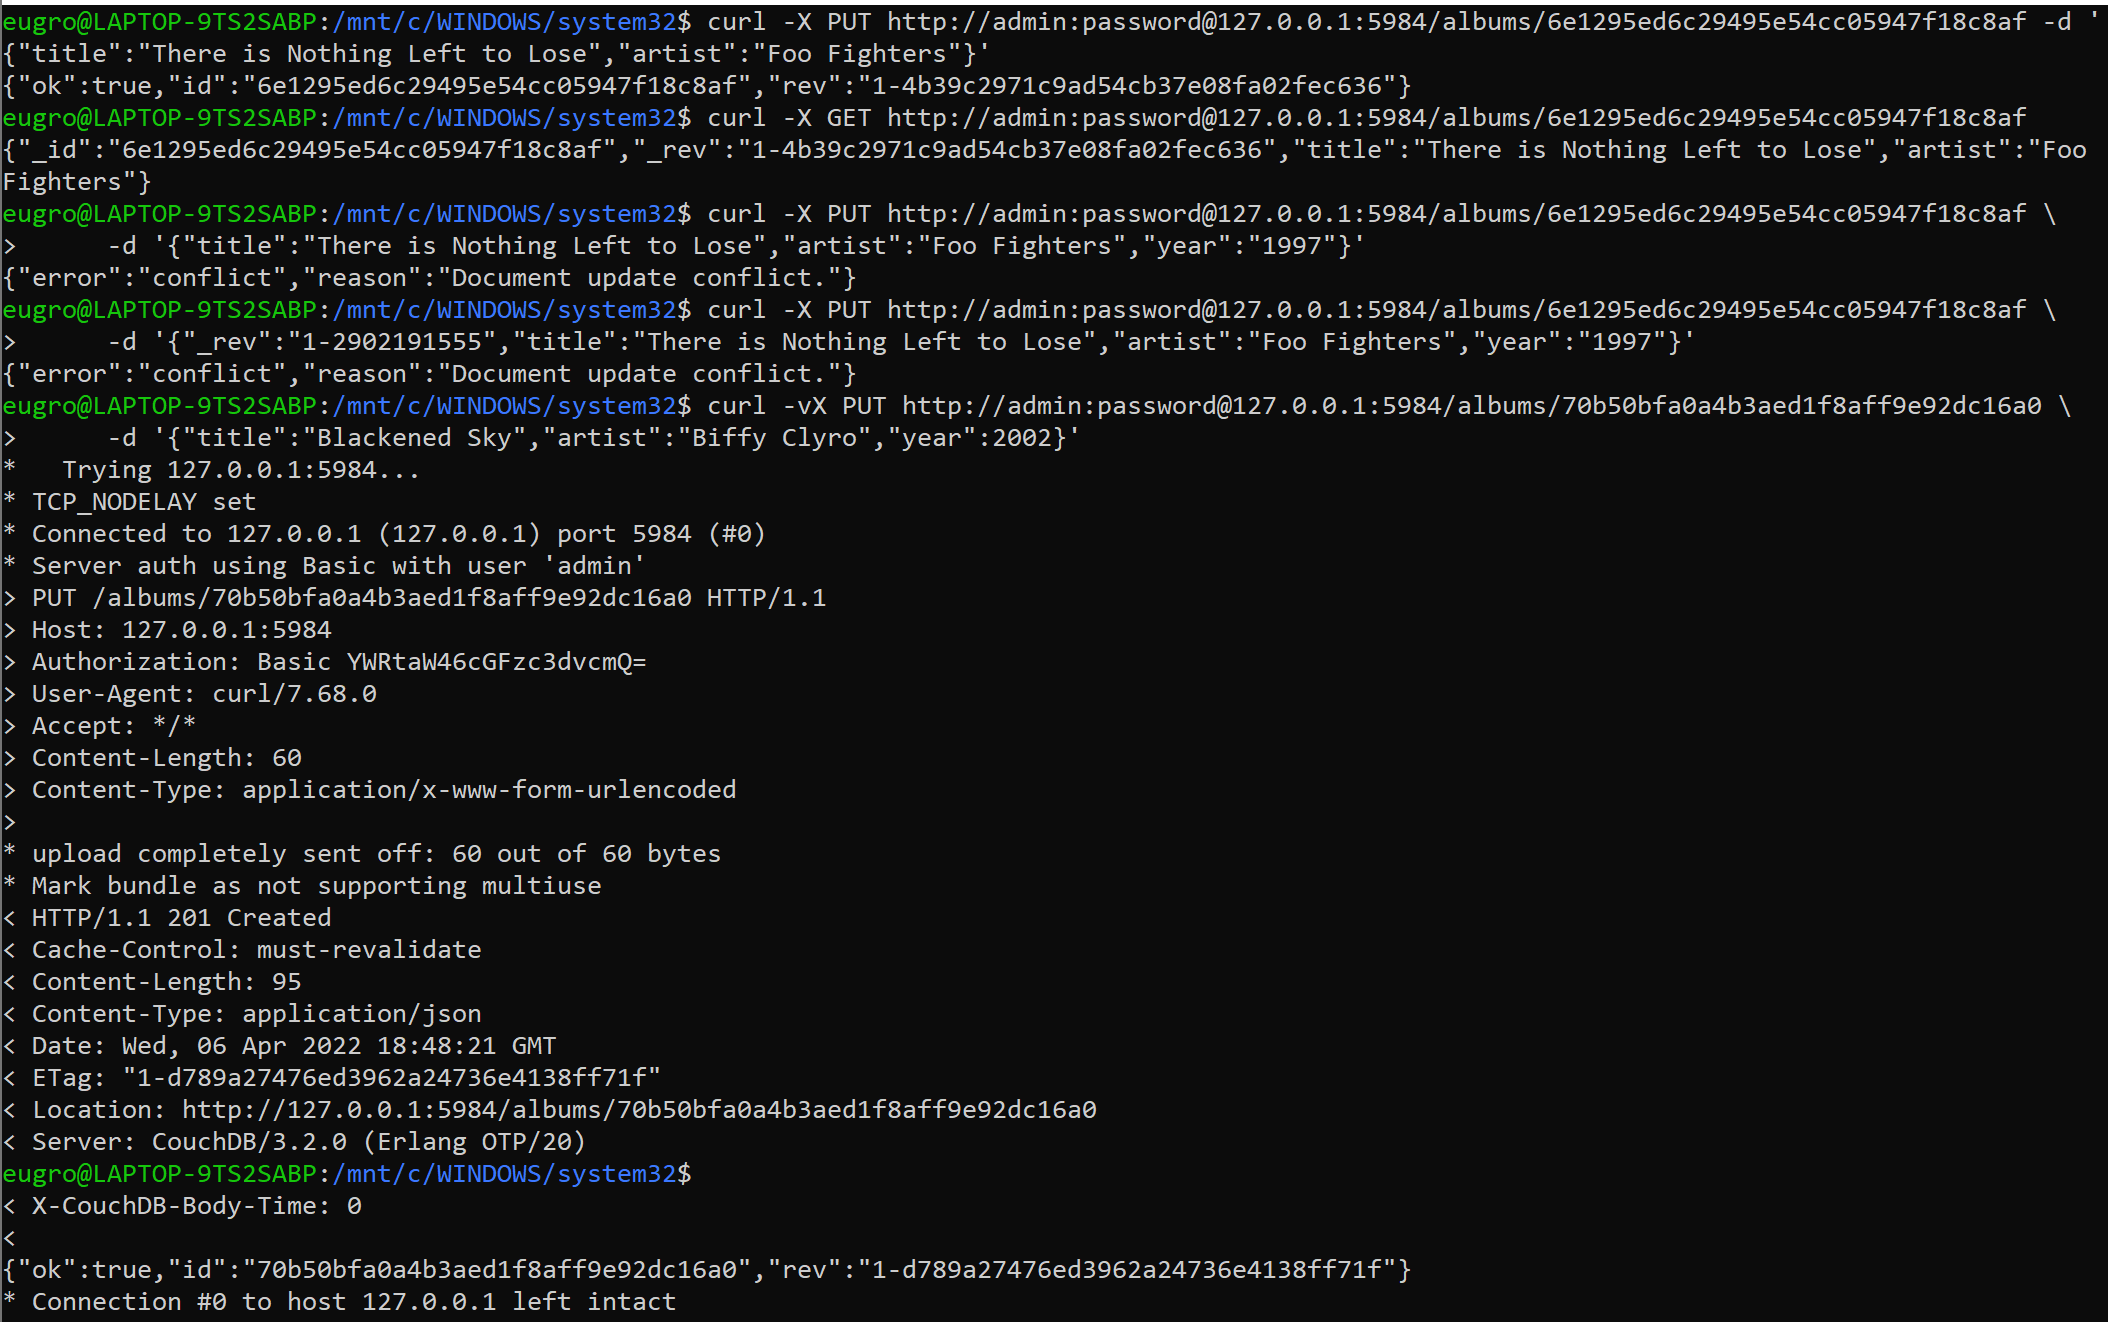 eugro@LAPTOP-9TS2SABP:/mnt/c/WINDOWS/system32$ curl -X PUT http://admin:password@127.0.0.1:5984/albums/6e1295ed6c29495e54cc05947f18c8af -d '
{"title":"There is Nothing Left to Lose","artist":"Foo Fighters"}'
{"ok":true,"id":"6e1295ed6c29495e54cc05947f18c8af","rev":"1-4b39c2971c9ad54cb37e08fa02fec636"}
eugro@LAPTOP-9TS2SABP:/mnt/c/WINDOWS/system32$ curl -X GET http://admin:password@127.0.0.1:5984/albums/6e1295ed6c29495e54cc05947f18c8af
{"_id":"6e1295ed6c29495e54cc05947f18c8af","_rev":"1-4b39c2971c9ad54cb37e08fa02fec636","title":"There is Nothing Left to Lose","artist":"Foo
Fighters"}
eugro@LAPTOP-9TS2SABP:/mnt/c/WINDOWS/system32$ curl -X PUT http://admin:password@127.0.0.1:5984/albums/6e1295ed6c29495e54cc05947f18c8af \
>      -d '{"title":"There is Nothing Left to Lose","artist":"Foo Fighters","year":"1997"}'
{"error":"conflict","reason":"Document update conflict."}
eugro@LAPTOP-9TS2SABP:/mnt/c/WINDOWS/system32$ curl -X PUT http://admin:password@127.0.0.1:5984/albums/6e1295ed6c29495e54cc05947f18c8af \
>      -d '{"_rev":"1-2902191555","title":"There is Nothing Left to Lose","artist":"Foo Fighters","year":"1997"}'
{"error":"conflict","reason":"Document update conflict."}
eugro@LAPTOP-9TS2SABP:/mnt/c/WINDOWS/system32$ curl -vX PUT http://admin:password@127.0.0.1:5984/albums/70b50bfa0a4b3aed1f8aff9e92dc16a0 \
>      -d '{"title":"Blackened Sky","artist":"Biffy Clyro","year":2002}'
*   Trying 127.0.0.1:5984...
* TCP_NODELAY set
* Connected to 127.0.0.1 (127.0.0.1) port 5984 (#0)
* Server auth using Basic with user 'admin'
> PUT /albums/70b50bfa0a4b3aed1f8aff9e92dc16a0 HTTP/1.1
> Host: 127.0.0.1:5984
> Authorization: Basic YWRtaW46cGFzc3dvcmQ=
> User-Agent: curl/7.68.0
> Accept: */*
> Content-Length: 60
> Content-Type: application/x-www-form-urlencoded
>
* upload completely sent off: 60 out of 60 bytes
* Mark bundle as not supporting multiuse
< HTTP/1.1 201 Created
< Cache-Control: must-revalidate
< Content-Length: 95
< Content-Type: application/json
< Date: Wed, 06 Apr 2022 18:48:21 GMT
< ETag: "1-d789a27476ed3962a24736e4138ff71f"
< Location: http://127.0.0.1:5984/albums/70b50bfa0a4b3aed1f8aff9e92dc16a0
< Server: CouchDB/3.2.0 (Erlang OTP/20)
eugro@LAPTOP-9TS2SABP:/mnt/c/WINDOWS/system32$
< X-CouchDB-Body-Time: 0
<
{"ok":true,"id":"70b50bfa0a4b3aed1f8aff9e92dc16a0","rev":"1-d789a27476ed3962a24736e4138ff71f"}
* Connection #0 to host 127.0.0.1 left intact